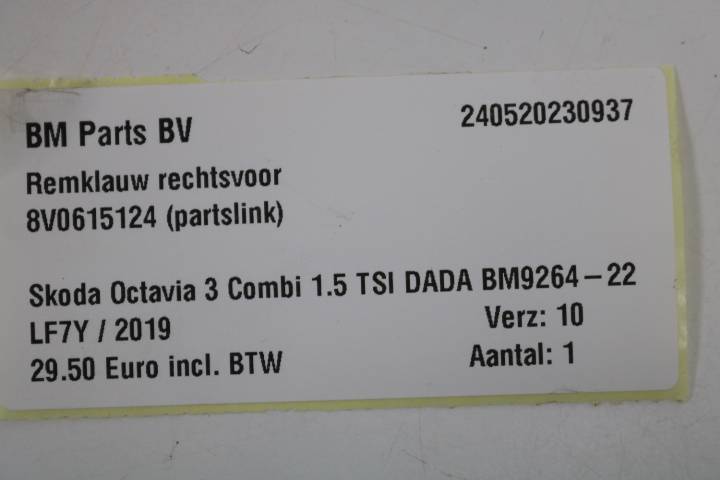 BM Parts BV 240520230937
Remklauw rechtsvoor
8V0615124 (partslink)
Skoda Octavia 3 Combi 1.5 TSI DADA BM9264-22
LF7Y / 2019 Verz: 10
29.50 Euro incl. BTW Aantal: 1